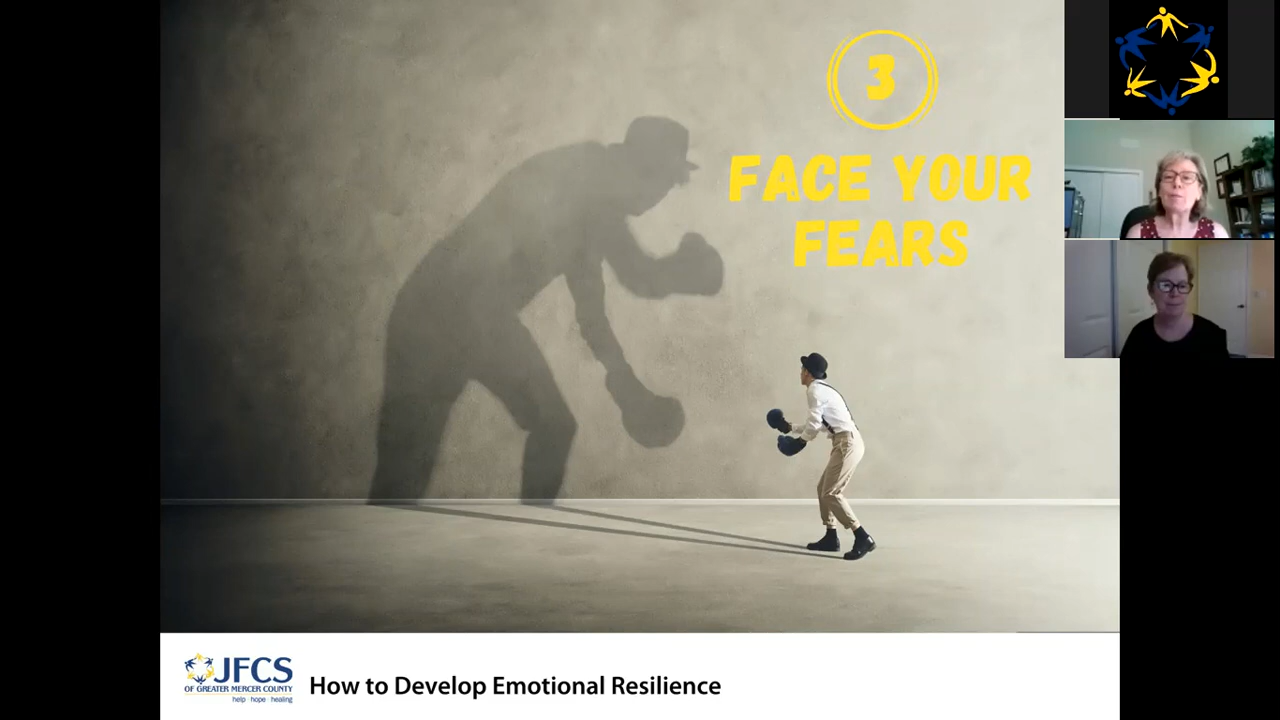 3
FACE YOUR
FEARS
JFCS
OF GREATER MERCER COUNTY
help hope healing
How to Develop Emotional Resilience